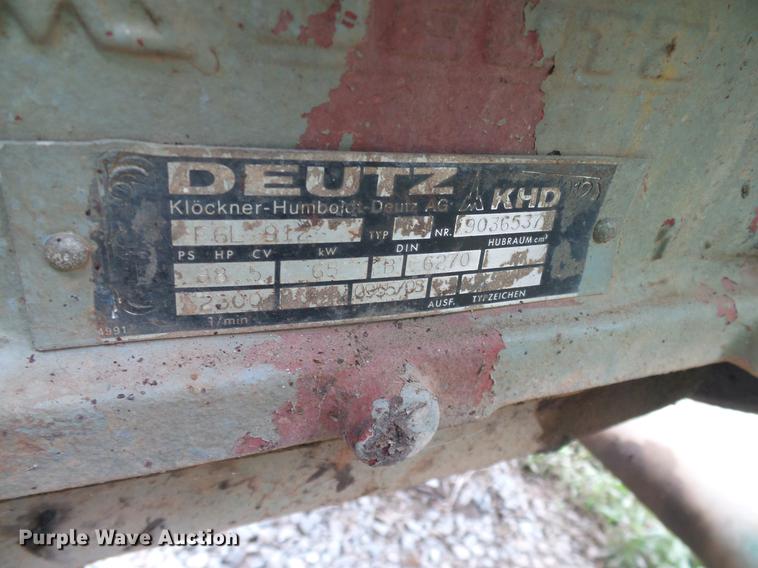 DEUTZ KHD
Klöckner-Humboldt-Deutz AG
F6L 912 TYP NR. 9036537
PS HP CV kW DIN HUBRAUM cm³
88.5 65 B 6270
2300
1/min AUSF. TYPZEICHEN
4991
Purple Wave Auction